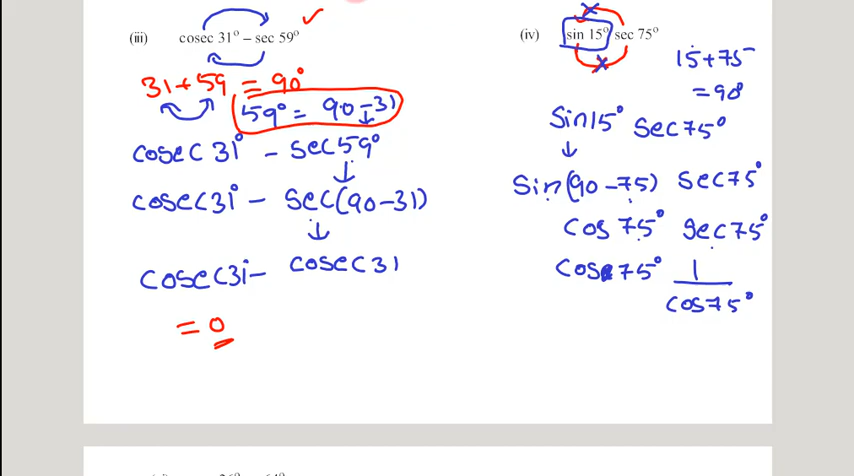 (iii) cosec 31° – sec 59°
31+59 = 90°
59° = 90-31
cosec 31° - sec 59°
cosec 31° - sec(90-31)
cosec 31 - cosec 31
= 0
(iv) sin 15° sec 75°
15+75
= 90°
Sin 15° Sec 75°
Sin(90-75) Sec 75°
cos 75° sec 75°
cos 75° 1/cos 75°